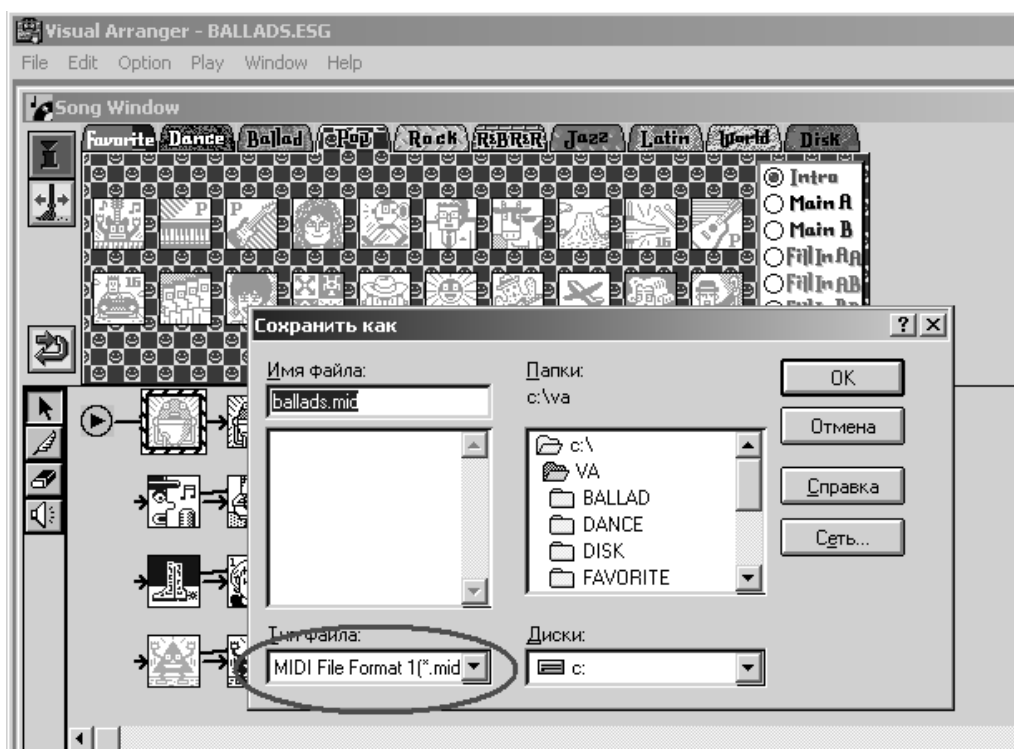 Visual Arranger - BALLADS.ESG
File Edit Option Play Window Help
Song Window
Favorite Dance Ballad Pop Rock R&BR&R Jazz Latin World Disk
Intro
Main A
Main B
Fill In AA
Fill In AB
P P
16 P
16
Сохранить как
Имя файла:
ballads.mid
Папки:
c:\va
c:\
VA
BALLAD
DANCE
DISK
FAVORITE
OK
Отмена
Справка
Сеть...
Тип файла:
MIDI File Format 1(*.mid
Диски:
c: